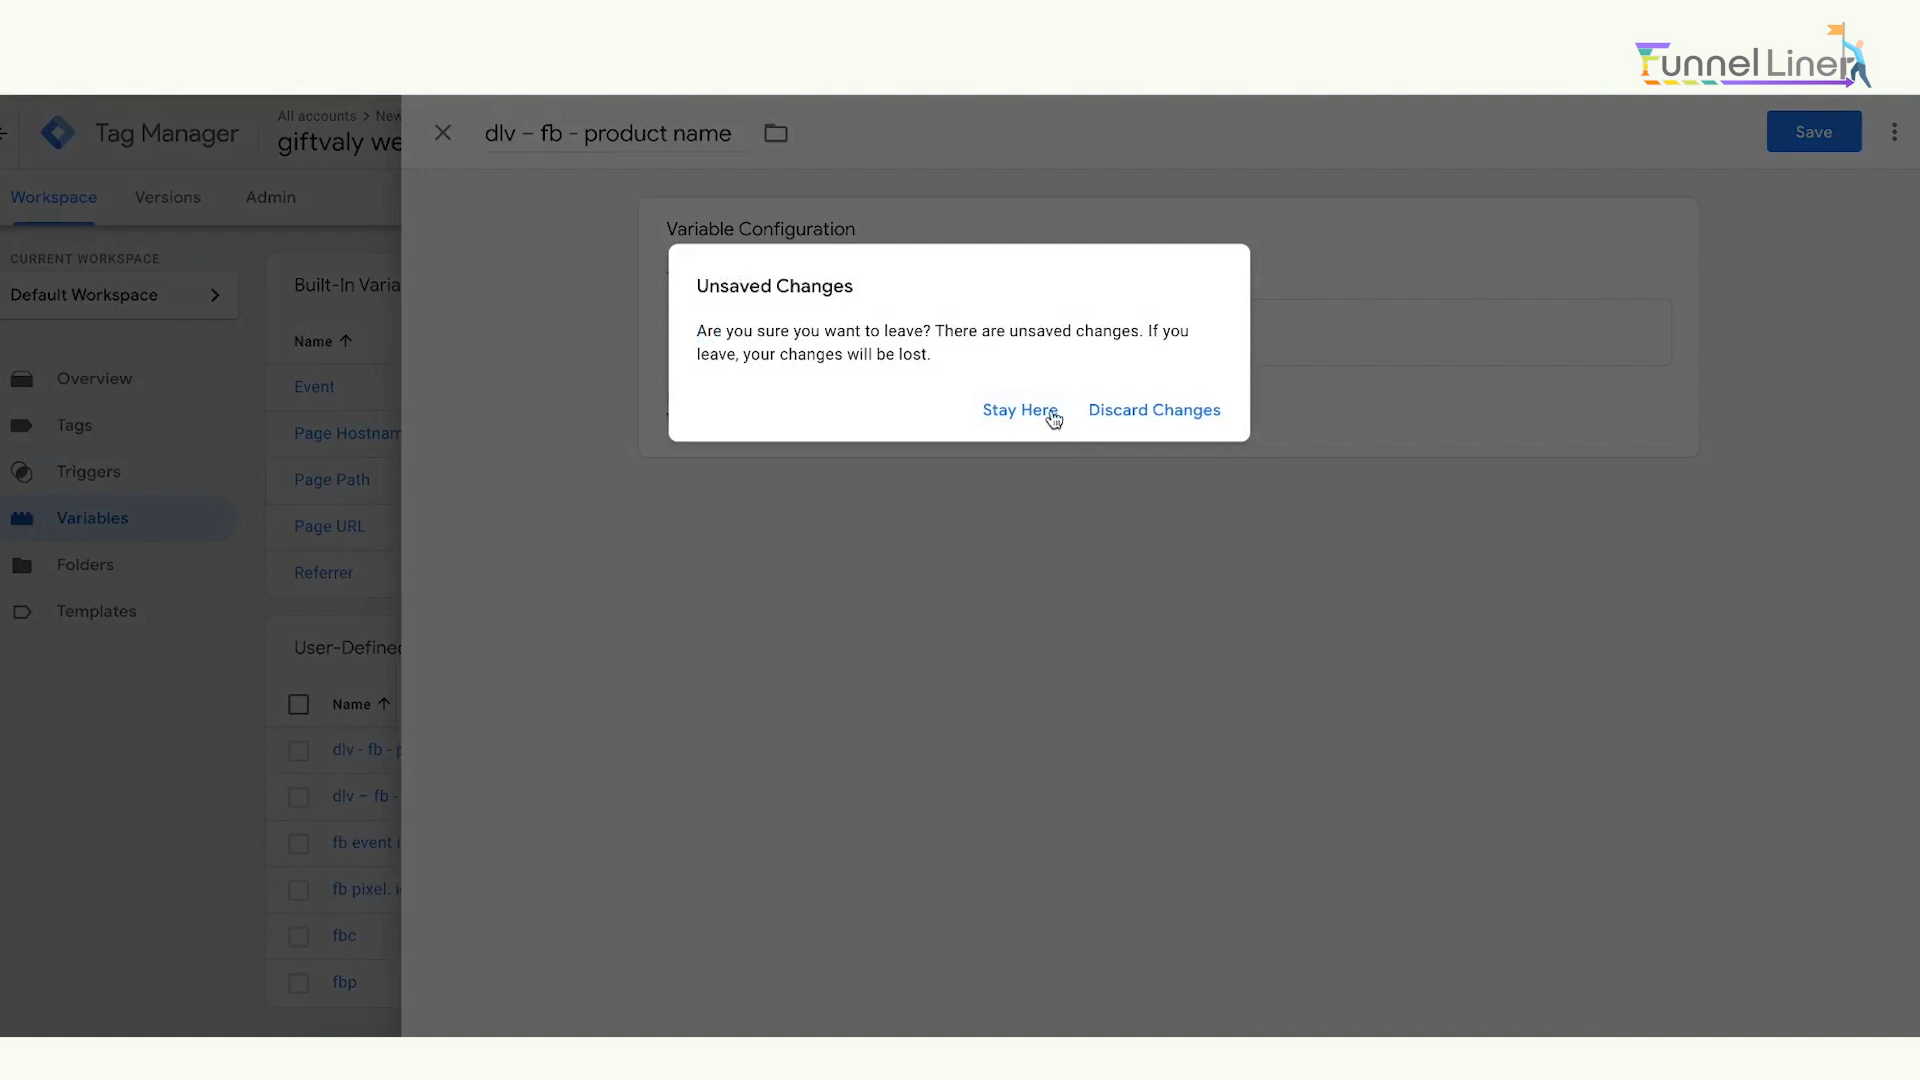 Funnel Liner
All accounts > New
Tag Manager
giftvaly we
dlv – fb - product name
Save
Workspace
Versions
Admin
Variable Configuration
CURRENT WORKSPACE
Default Workspace
Built-In Varia
Unsaved Changes
Are you sure you want to leave? There are unsaved changes. If you
leave, your changes will be lost.
Stay Here
Discard Changes
Name
Overview
Event
Tags
Page Hostnam
Triggers
Page Path
Variables
Page URL
Folders
Referrer
Templates
User-Defined
Name
dlv - fb - p
dlv – fb -
fb event i
fb pixel. i
fbc
fbp